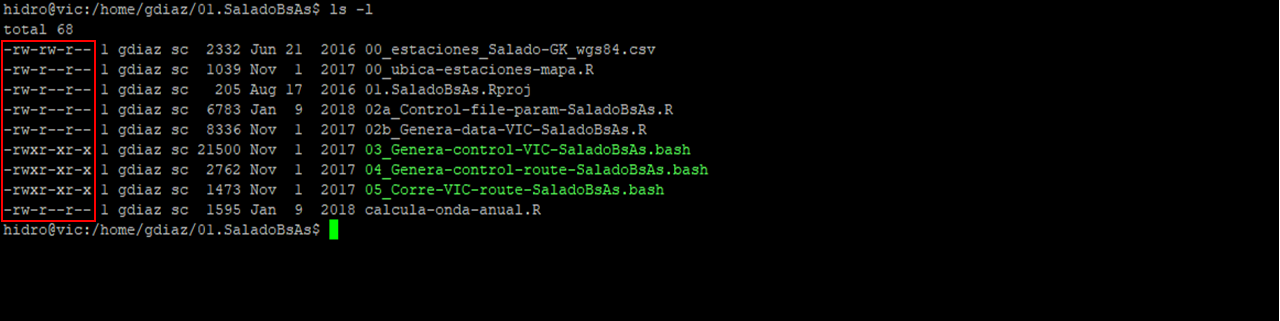 hidro@vic:/home/gdiaz/01.SaladoBsAs$ ls -l
total 68
-rw-rw-r-- 1 gdiaz sc  2332 Jun 21  2016 00_estaciones_Salado-GK_wgs84.csv
-rw-r--r-- 1 gdiaz sc  1039 Nov  1  2017 00_ubica-estaciones-mapa.R
-rw-r--r-- 1 gdiaz sc   205 Aug 17  2016 01.SaladoBsAs.Rproj
-rw-r--r-- 1 gdiaz sc  6783 Jan  9  2018 02a_Control-file-param-SaladoBsAs.R
-rw-r--r-- 1 gdiaz sc  8336 Nov  1  2017 02b_Genera-data-VIC-SaladoBsAs.R
-rwxr-xr-x 1 gdiaz sc 21500 Nov  1  2017 03_Genera-control-VIC-SaladoBsAs.bash
-rwxr-xr-x 1 gdiaz sc  2762 Nov  1  2017 04_Genera-control-route-SaladoBsAs.bash
-rwxr-xr-x 1 gdiaz sc  1473 Nov  1  2017 05_Corre-VIC-route-SaladoBsAs.bash
-rw-r--r-- 1 gdiaz sc  1595 Jan  9  2018 calcula-onda-anual.R
hidro@vic:/home/gdiaz/01.SaladoBsAs$